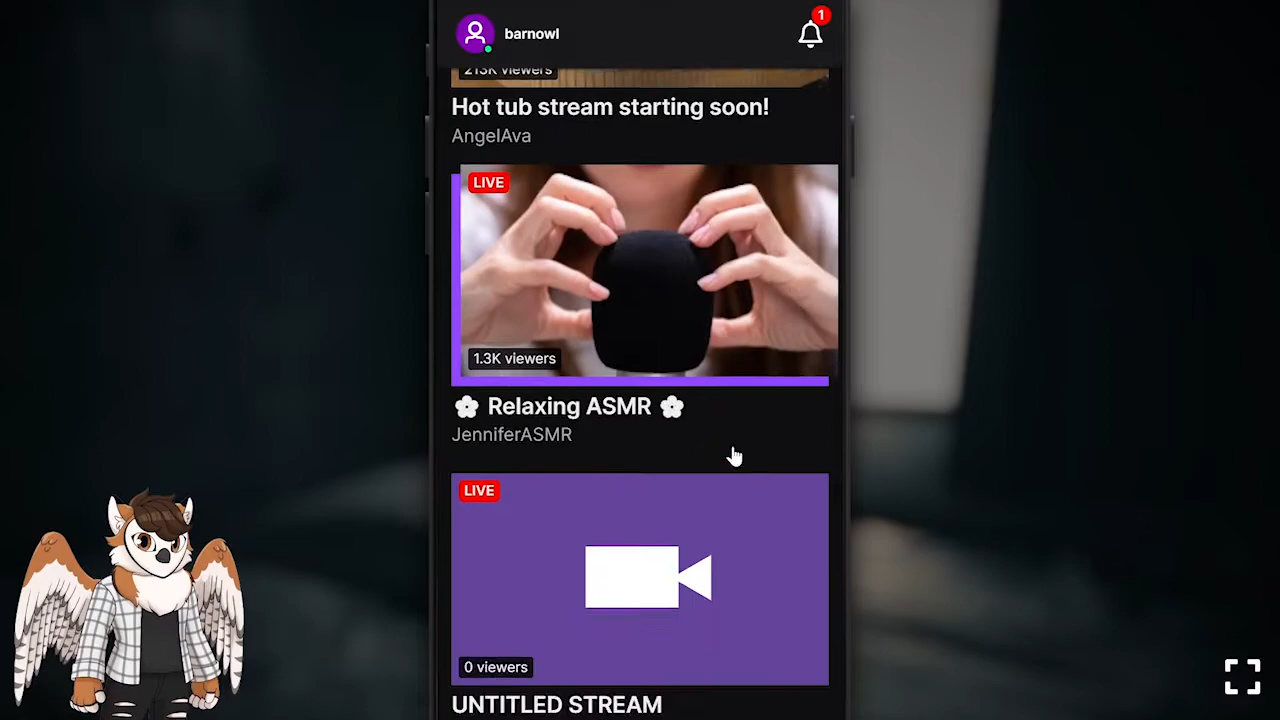 barnowl
1
213K viewers
Hot tub stream starting soon!
AngelAva
LIVE
1.3K viewers
Relaxing ASMR
JenniferASMR
LIVE
0 viewers
UNTITLED STREAM